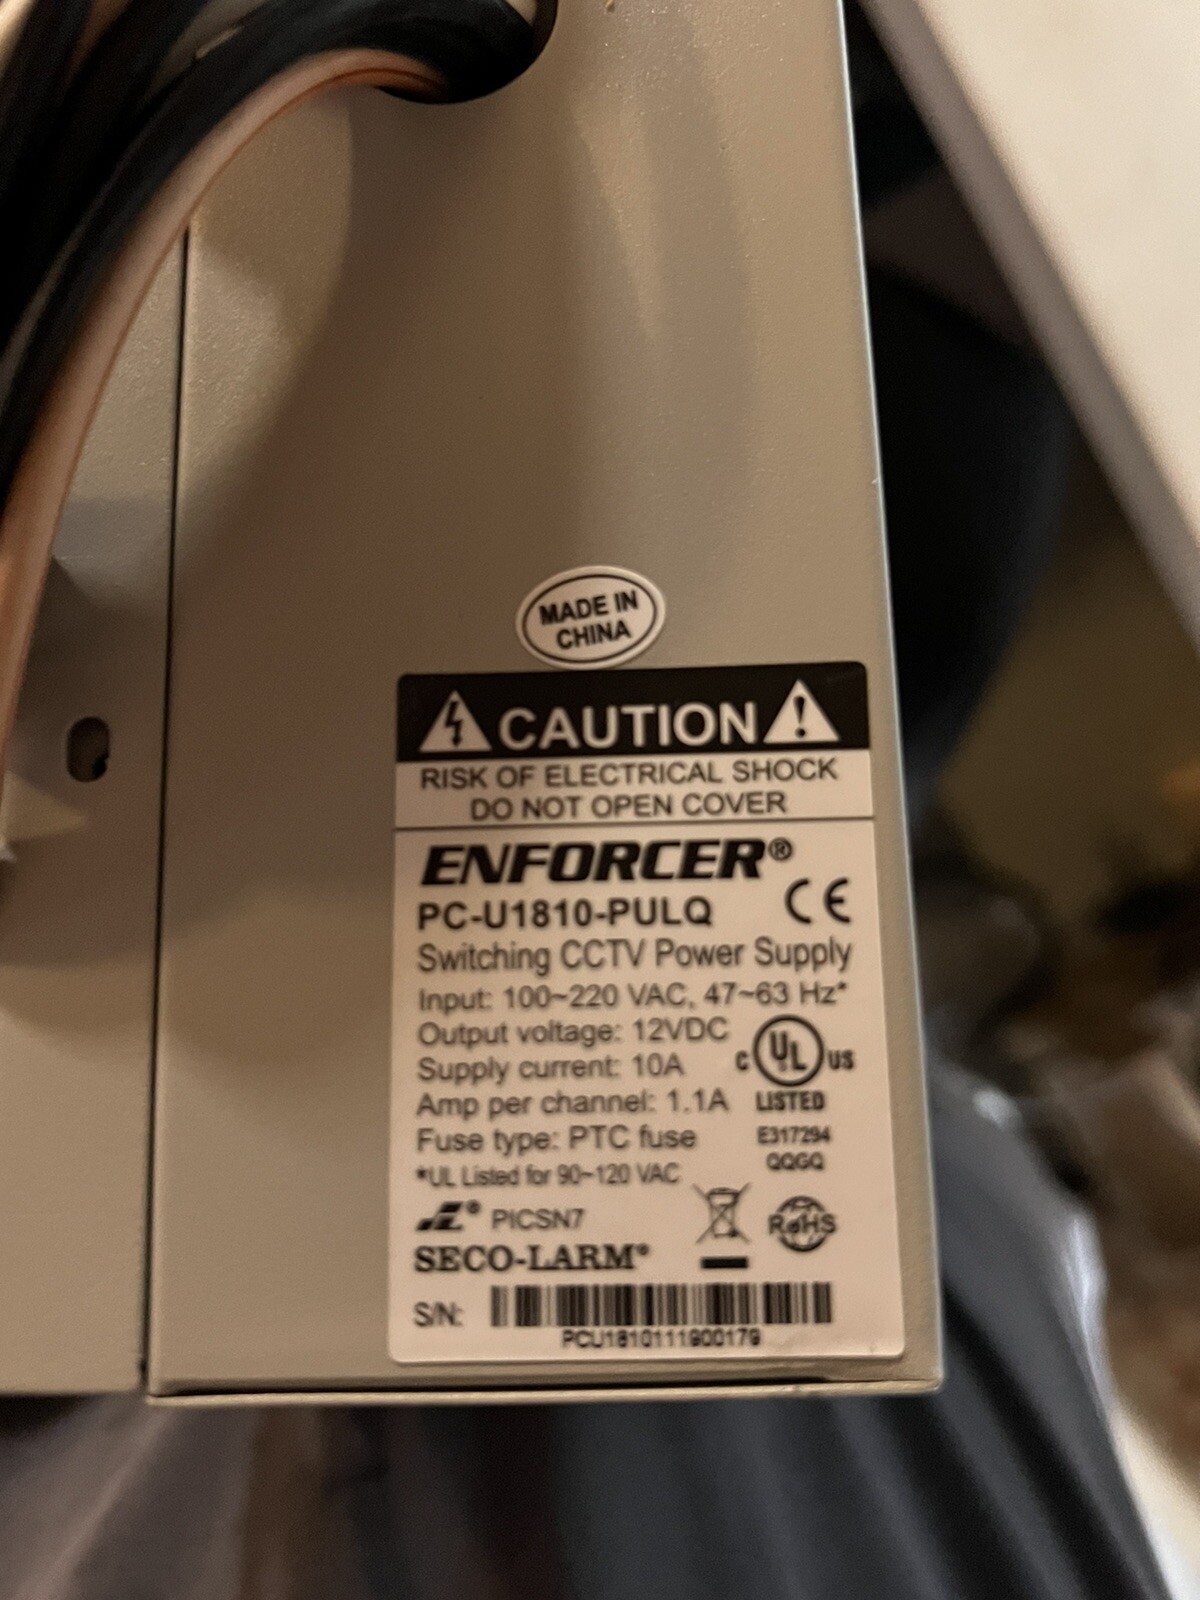 MADE IN
CHINA
CAUTION
RISK OF ELECTRICAL SHOCK
DO NOT OPEN COVER
ENFORCER®
PC-U1810-PULQ CE
Switching CCTV Power Supply
Input: 100~220 VAC, 47~63 Hz*
Output voltage: 12VDC
Supply current: 10A
C UL US
Amp per channel: 1.1A LISTED
Fuse type: PTC fuse E317294
QQGQ
*UL Listed for 90~120 VAC
PICSN7 RoHS
SECO-LARM®
S/N:
PCU1810111900179